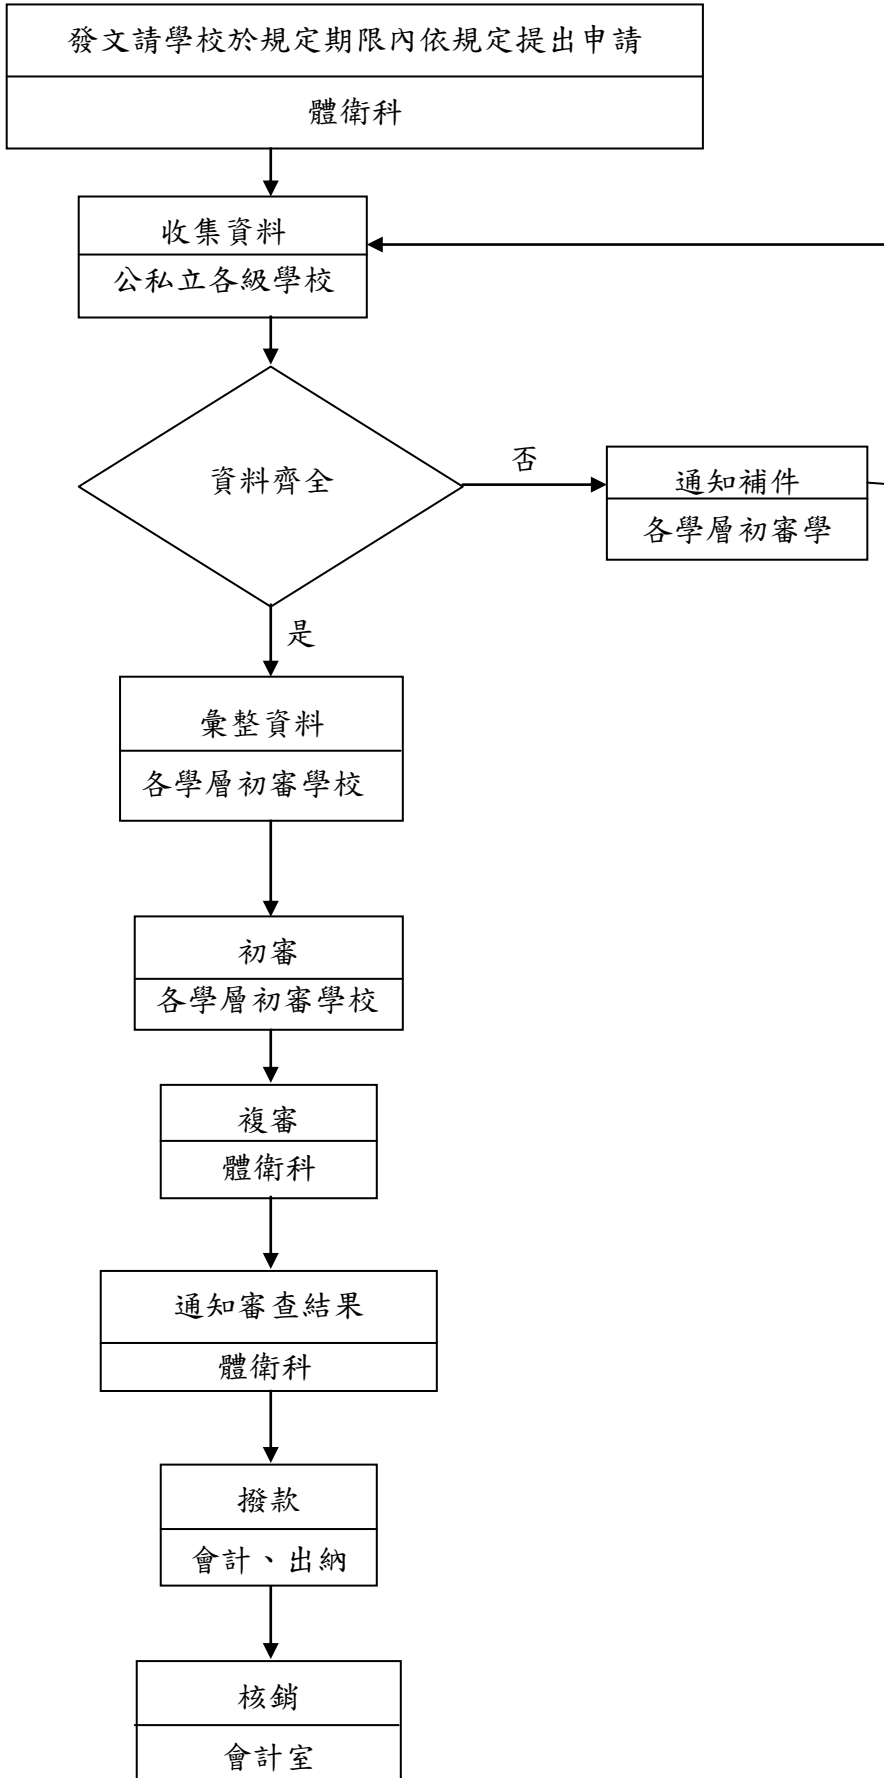 發文請學校於規定期限內依規定提出申請
體衛科
收集資料
公私立各級學校
資料齊全
否
通知補件
各學層初審學
是
彙整資料
各學層初審學校
初審
各學層初審學校
複審
體衛科
通知審查結果
體衛科
撥款
會計、出納
核銷
會計室